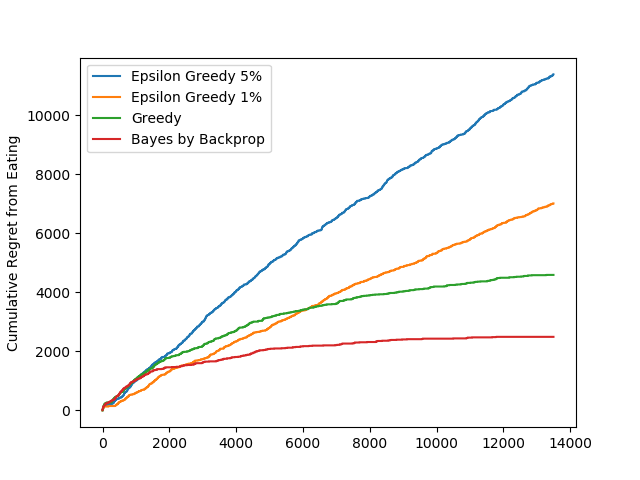 Epsilon Greedy 5%
Epsilon Greedy 1%
Greedy
Bayes by Backprop
Cumulative Regret from Eating
10000
8000
6000
4000
2000
0
0 2000 4000 6000 8000 10000 12000 14000